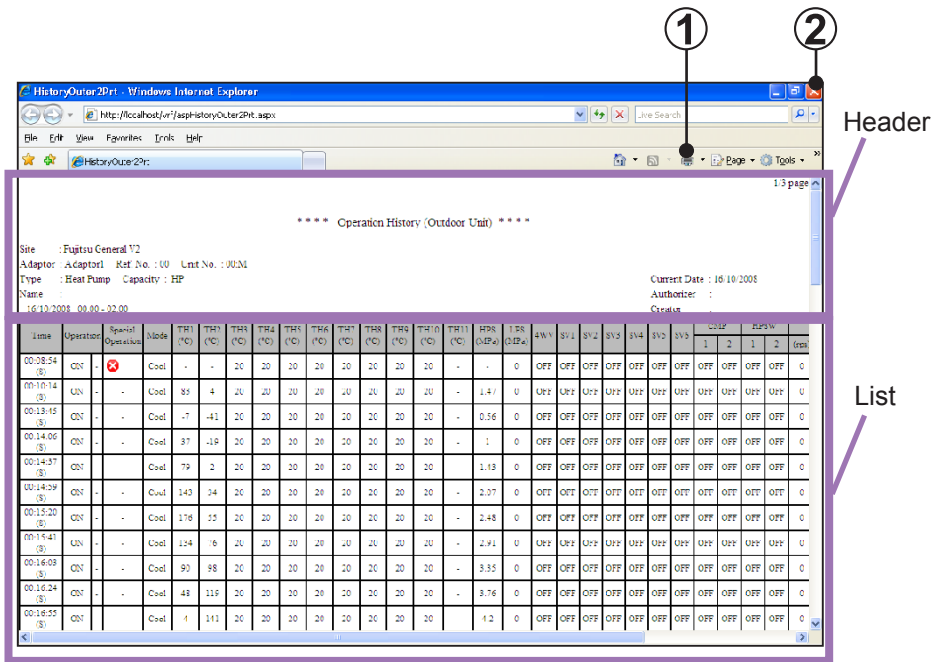 1
2
HistoryOuter2Prt - Windows Internet Explorer
http://localhost/vrf/aspHistoryOuter2Prt.aspx
Live Search
File Edit View Favorites Tools Help
HistoryOuter2Prt
Page Tools
Header
1/3 page
* * * * Operation History (Outdoor Unit) * * * *
Site : Fujitsu General V2
Adaptor : Adaptor1 Ref No. : 00 Unit No. : 00:M
Type : Heat Pump Capacity : HP
Current Date : 16/10/2008
Name :
Authorizer :
16/10/2008 00:00 - 02:00
Creator
Time Operation Special Operation Mode TH1 (°C) TH2 (°C) TH3 (°C) TH4 (°C) TH5 (°C) TH6 (°C) TH7 (°C) TH8 (°C) TH9 (°C) TH10 (°C) TH11 (°C) HPS (MPa) LPS (MPa) 4WV SV1 SV2 SV3 SV4 SV5 CMP 1 2 HPSW 1 2 (rps)
00:08:54 (S) ON - Cool - - 20 20 20 20 20 20 20 20 - - 0 OFF OFF OFF OFF OFF OFF OFF OFF OFF OFF OFF 0
00:10:14 (S) ON - - Cool 85 4 20 20 20 20 20 20 20 20 - 1.47 0 OFF OFF OFF OFF OFF OFF OFF OFF OFF OFF OFF 0
00:13:45 (S) ON - - Cool -7 -41 20 20 20 20 20 20 20 20 - 0.56 0 OFF OFF OFF OFF OFF OFF OFF OFF OFF OFF OFF 0
00:14:06 (S) ON - - Cool 37 -19 20 20 20 20 20 20 20 20 - 1 0 OFF OFF OFF OFF OFF OFF OFF OFF OFF OFF OFF 0
00:14:37 (S) ON Cool 79 2 20 20 20 20 20 20 20 20 1.43 0 OFF OFF OFF OFF OFF OFF OFF OFF OFF OFF OFF 0
00:14:59 (S) ON - - Cool 143 34 20 20 20 20 20 20 20 20 - 2.07 0 OFF OFF OFF OFF OFF OFF OFF OFF OFF OFF OFF 0
00:15:20 (S) ON - - Cool 176 55 20 20 20 20 20 20 20 20 - 2.48 0 OFF OFF OFF OFF OFF OFF OFF OFF OFF OFF OFF 0
00:15:41 (S) ON - - Cool 134 76 20 20 20 20 20 20 20 20 - 2.91 0 OFF OFF OFF OFF OFF OFF OFF OFF OFF OFF OFF 0
00:16:03 (S) ON - - Cool 90 98 20 20 20 20 20 20 20 20 - 3.35 0 OFF OFF OFF OFF OFF OFF OFF OFF OFF OFF OFF 0
00:16:24 (S) ON - - Cool 48 119 20 20 20 20 20 20 20 20 - 3.76 0 OFF OFF OFF OFF OFF OFF OFF OFF OFF OFF OFF 0
00:16:55 (S) ON Cool 4 141 20 20 20 20 20 20 20 20 4.2 0 OFF OFF OFF OFF OFF OFF OFF OFF OFF OFF OFF 0
List